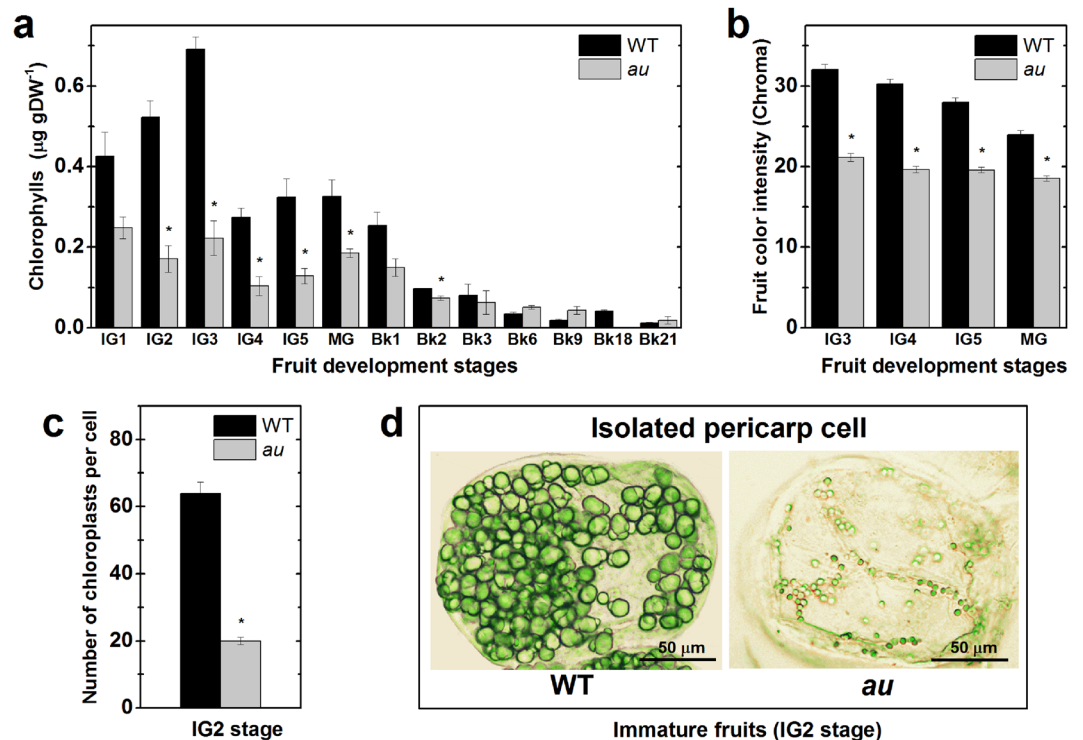 a
Chlorophylls (µg gDW⁻¹)
0.6
0.4
0.2
0.0
WT
au
* * * * * *
IG1 IG2 IG3 IG4 IG5 MG Bk1 Bk2 Bk3 Bk6 Bk9 Bk18 Bk21
Fruit development stages
b
Fruit color intensity (Chroma)
30
20
10
0
WT
au
* * * *
IG3 IG4 IG5 MG
Fruit development stages
c
Number of chloroplasts per cell
80
60
40
20
0
WT
au
*
IG2 stage
d
Isolated pericarp cell
50 µm
50 µm
WT
au
Immature fruits (IG2 stage)